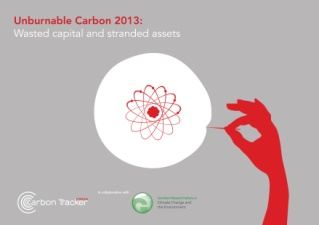 Unburnable Carbon 2013:
Wasted capital and stranded assets
In collaboration with
Carbon Tracker
Initiative
Grantham Research Institute on
Climate Change and
the Environment